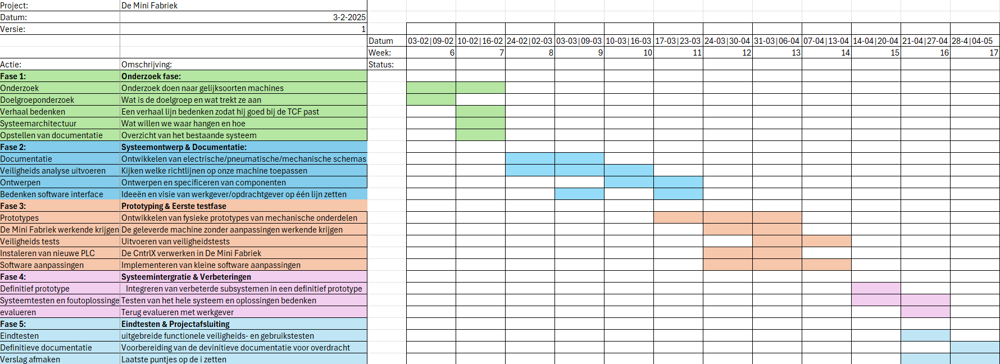 Project: De Mini Fabriek
Datum: 3-2-2025
Versie: 1
Datum 03-02|09-02 10-02|16-02 24-02|02-03 03-03|09-03 10-03|16-03 17-03|23-03 24-03|30-04 31-03|06-04 07-04|13-04 14-04|20-04 21-04|27-04 28-4|04-05
Week: 6 7 8 9 10 11 12 13 14 15 16 17
Actie: Omschrijving: Status:
Fase 1: Onderzoek fase:
Onderzoek Onderzoek doen naar gelijksoorten machines
Doelgroeponderzoek Wat is de doelgroep en wat trekt ze aan
Verhaal bedenken Een verhaal lijn bedenken zodat hij goed bij de TCF past
Systeemarchitectuur Wat willen we waar hangen en hoe
Opstellen van documentatie Overzicht van het bestaande systeem
Fase 2: Systeemontwerp & Documentatie:
Documentatie Ontwikkelen van electrische/pneumatische/mechanische schemas
Veiligheids analyse uitvoeren Kijken welke richtlijnen op onze machine toepassen
Ontwerpen Ontwerpen en specificeren van componenten
Bedenken software interface Ideeën en visie van werkgever/opdrachtgever op één lijn zetten
Fase 3: Prototyping & Eerste testfase
Prototypes Ontwikkelen van fysieke prototypes van mechanische onderdelen
De Mini Fabriek werkende krijgen De geleverde machine zonder aanpassingen werkende krijgen
Veiligheids tests Uitvoeren van veiligheidstests
Instaleren van nieuwe PLC De CntrlX verwerken in De Mini Fabriek
Software aanpassingen Implementeren van kleine software aanpassingen
Fase 4: Systeemintergratie & Verbeteringen
Definitief prototype Integreren van verbeterde subsystemen in een definitief prototype
Systeemtesten en foutoplossinge Testen van het hele systeem en oplossingen bedenken
evalueren Terug evalueren met werkgever
Fase 5: Eindtesten & Projectafsluiting
Eindtesten uitgebreide functionele veiligheids- en gebruikstesten
Definitieve documentatie Voorbereiding van de devinitieve documentatie voor overdracht
Verslag afmaken Laatste puntjes op de i zetten